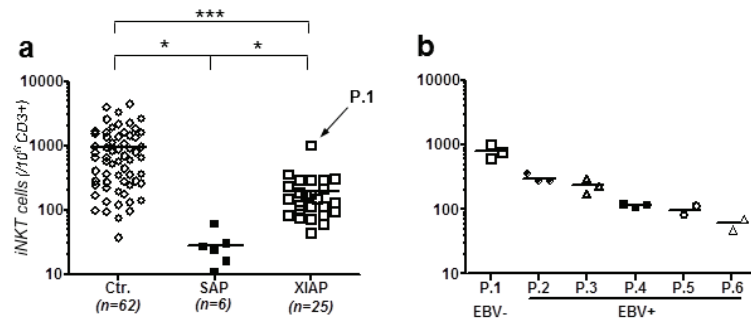 a
***
*
*
P.1
iNKT cells (/10⁶ CD3+)
10000
1000
100
10
Ctr.
(n=62)
SAP
(n=6)
XIAP
(n=25)
b
10000
1000
100
10
P.1
P.2
P.3
P.4
P.5
P.6
EBV-
EBV+